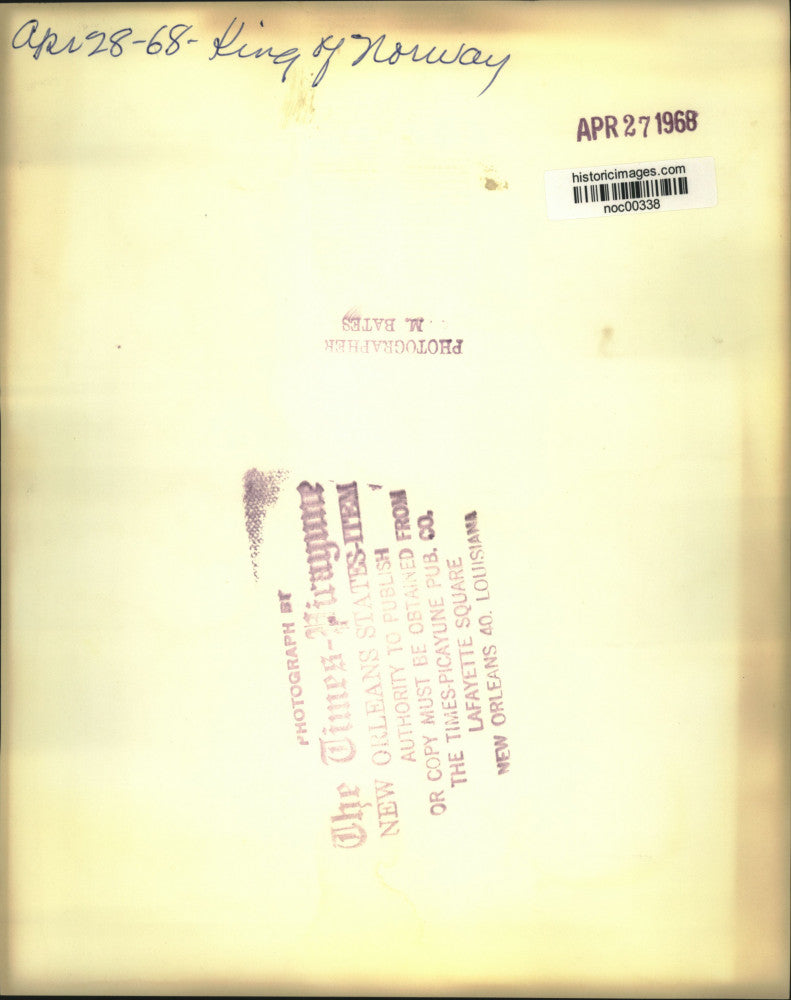 Apr 28-68- King of Norway
APR 27 1968
historicimages.com
noc00338
PHOTOGRAPHER
M. BATES
PHOTOGRAPH BY
The Times-Picayune
NEW ORLEANS STATES-ITEM
AUTHORITY TO PUBLISH
OR COPY MUST BE OBTAINED FROM
THE TIMES-PICAYUNE PUB. CO.
LAFAYETTE SQUARE
NEW ORLEANS 40. LOUISIANA